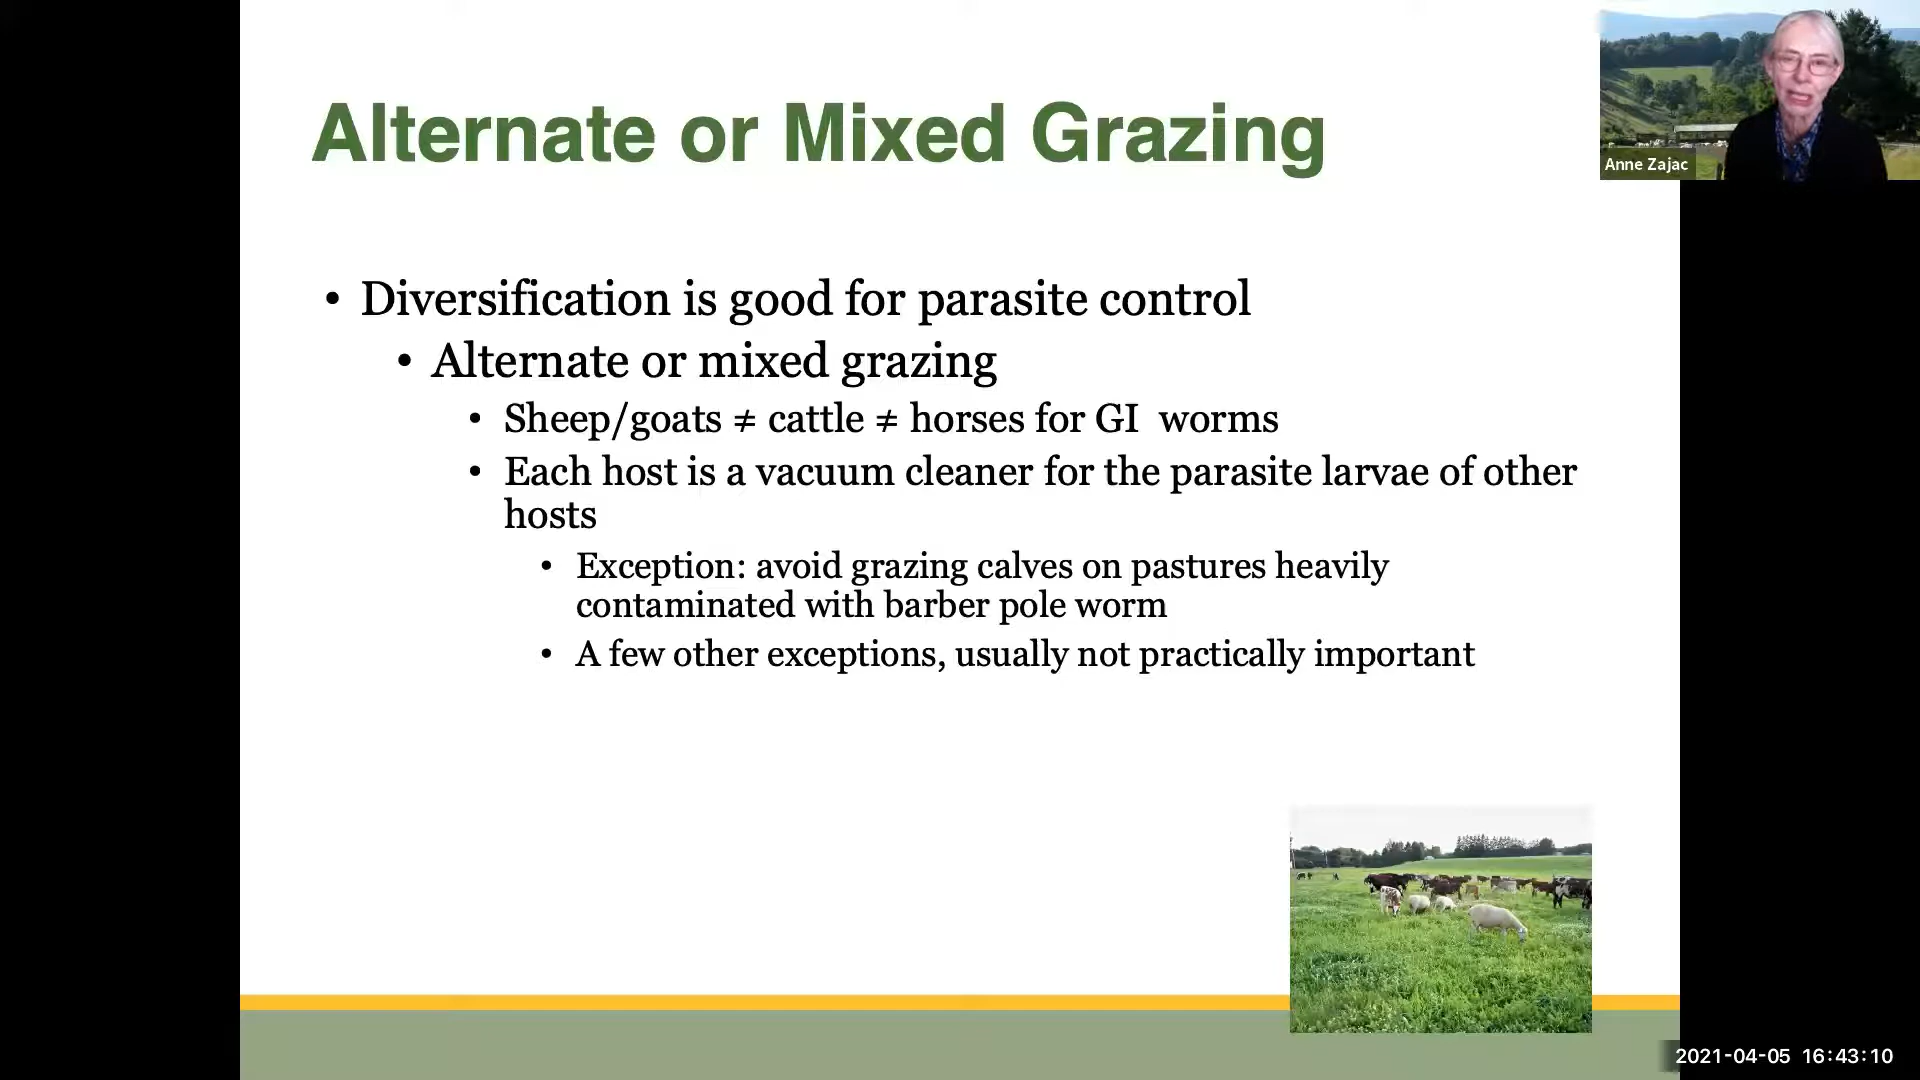 Alternate or Mixed Grazing
Anne Zajac
• Diversification is good for parasite control
• Alternate or mixed grazing
• Sheep/goats ≠ cattle ≠ horses for GI  worms
• Each host is a vacuum cleaner for the parasite larvae of other
hosts
• Exception: avoid grazing calves on pastures heavily
contaminated with barber pole worm
• A few other exceptions, usually not practically important
2021-04-05 16:43:10